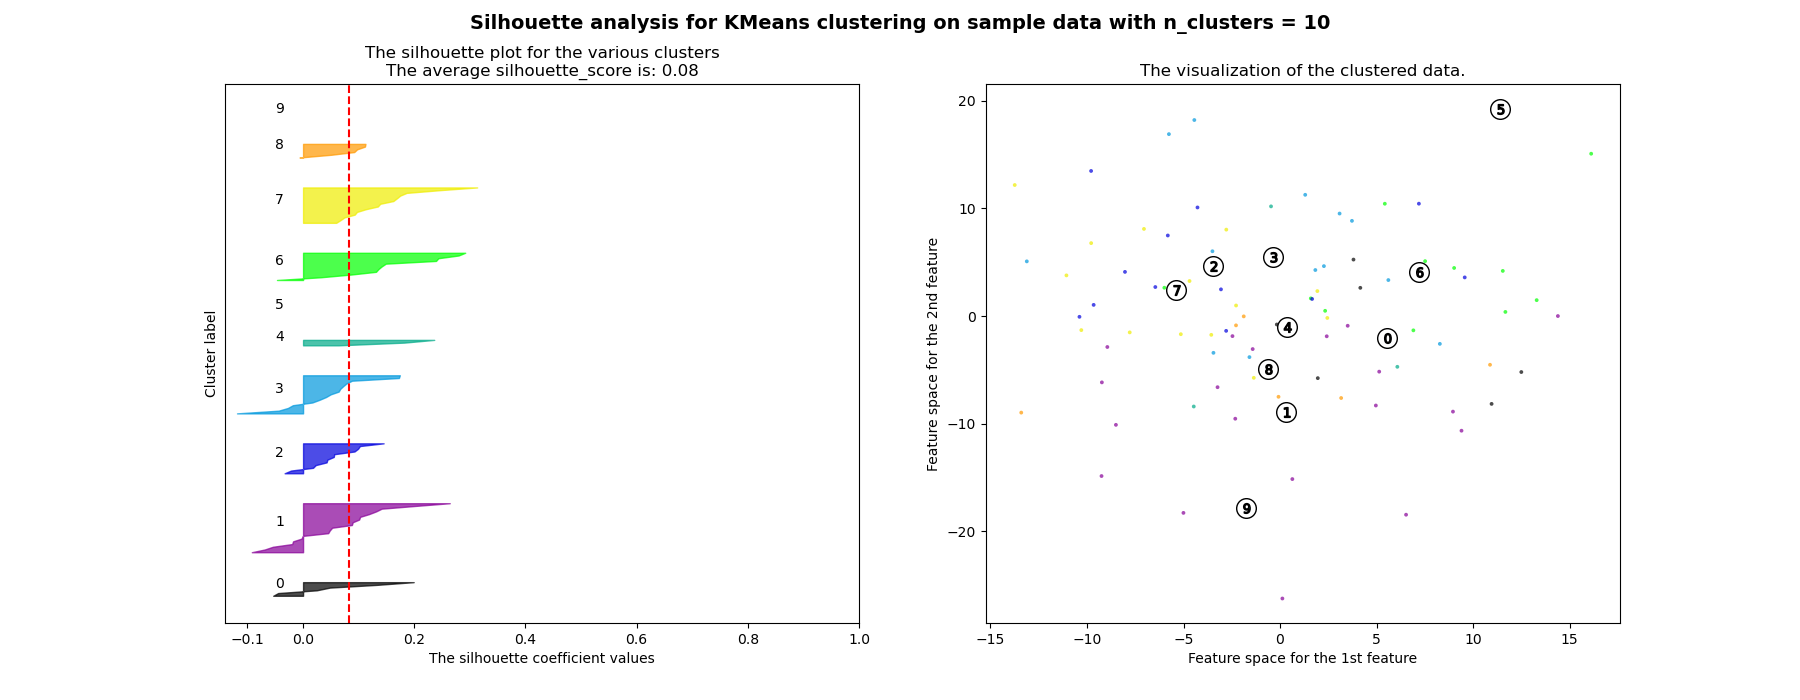 Silhouette analysis for KMeans clustering on sample data with n_clusters = 10
The silhouette plot for the various clusters
The average silhouette_score is: 0.08
9
8
7
6
5
4
3
2
1
0
Cluster label
−0.1 0.0 0.2 0.4 0.6 0.8 1.0
The silhouette coefficient values
The visualization of the clustered data.
20
10
0
−10
−20
Feature space for the 2nd feature
5
3
2
6
7
4
0
8
1
9
−15 −10 −5 0 5 10 15
Feature space for the 1st feature